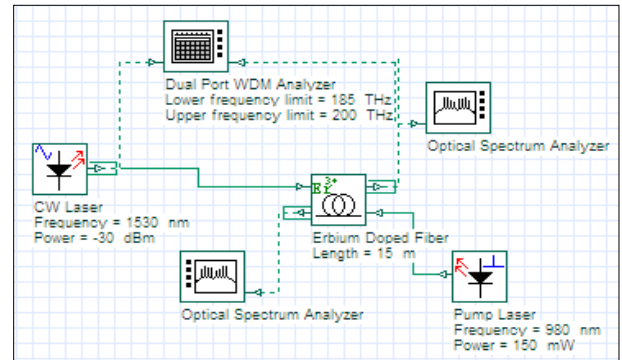 Dual Port WDM Analyzer
Lower frequency limit = 185 THz
Upper frequency limit = 200 THz
Optical Spectrum Analyzer
CW Laser
Frequency = 1530 nm
Power = -30 dBm
Er 3+
Erbium Doped Fiber
Length = 15 m
Optical Spectrum Analyzer
Pump Laser
Frequency = 980 nm
Power = 150 mW